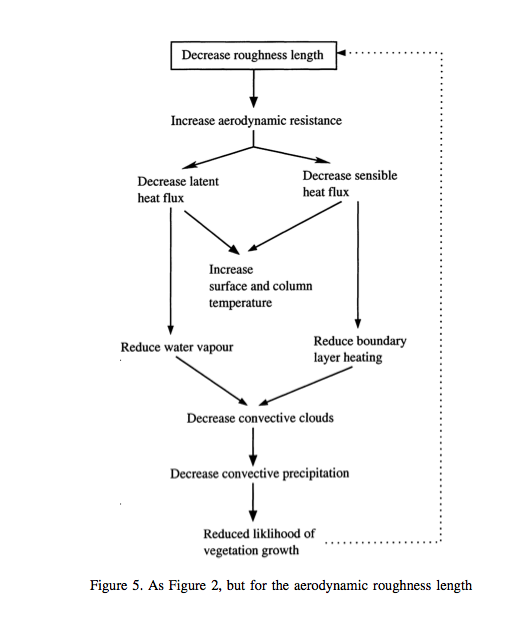 Decrease roughness length
Increase aerodynamic resistance
Decrease latent
heat flux
Decrease sensible
heat flux
Increase
surface and column
temperature
Reduce water vapour
Reduce boundary
layer heating
Decrease convective clouds
Decrease convective precipitation
Reduced liklihood of
vegetation growth
Figure 5. As Figure 2, but for the aerodynamic roughness length